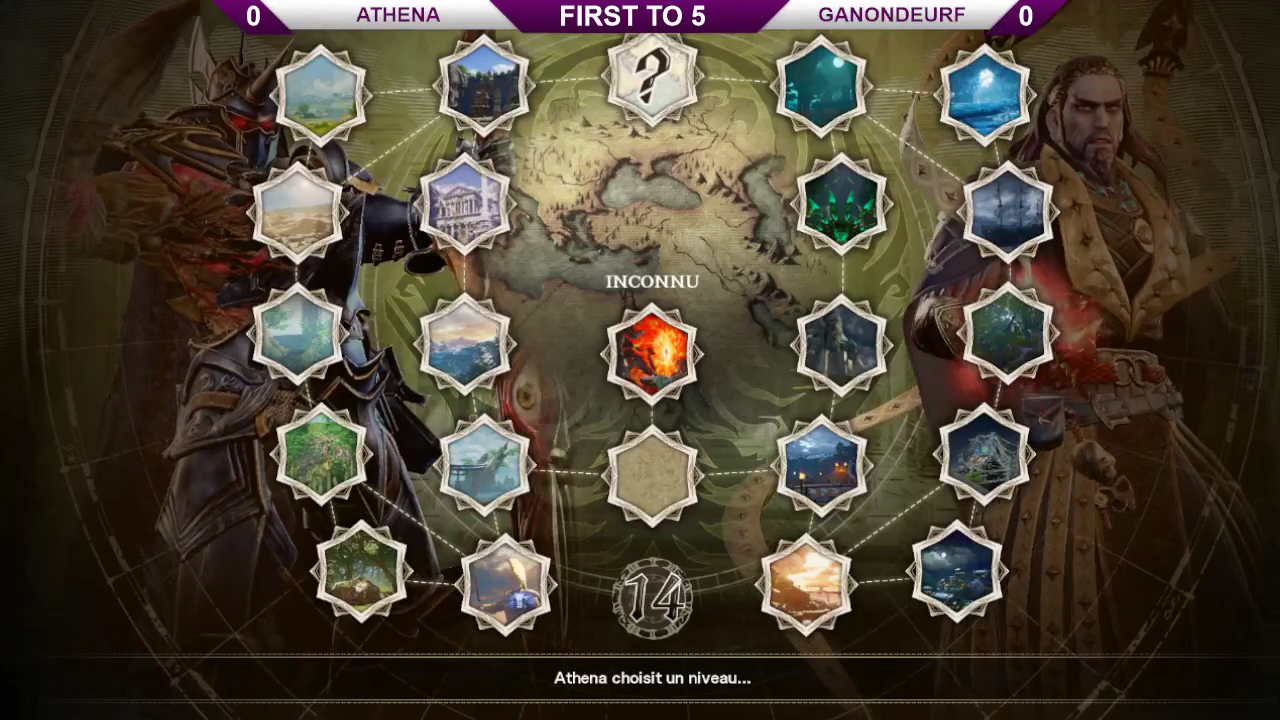 0 ATHENA FIRST TO 5 GANONDEURF 0
?
INCONNU
14
Athena choisit un niveau...